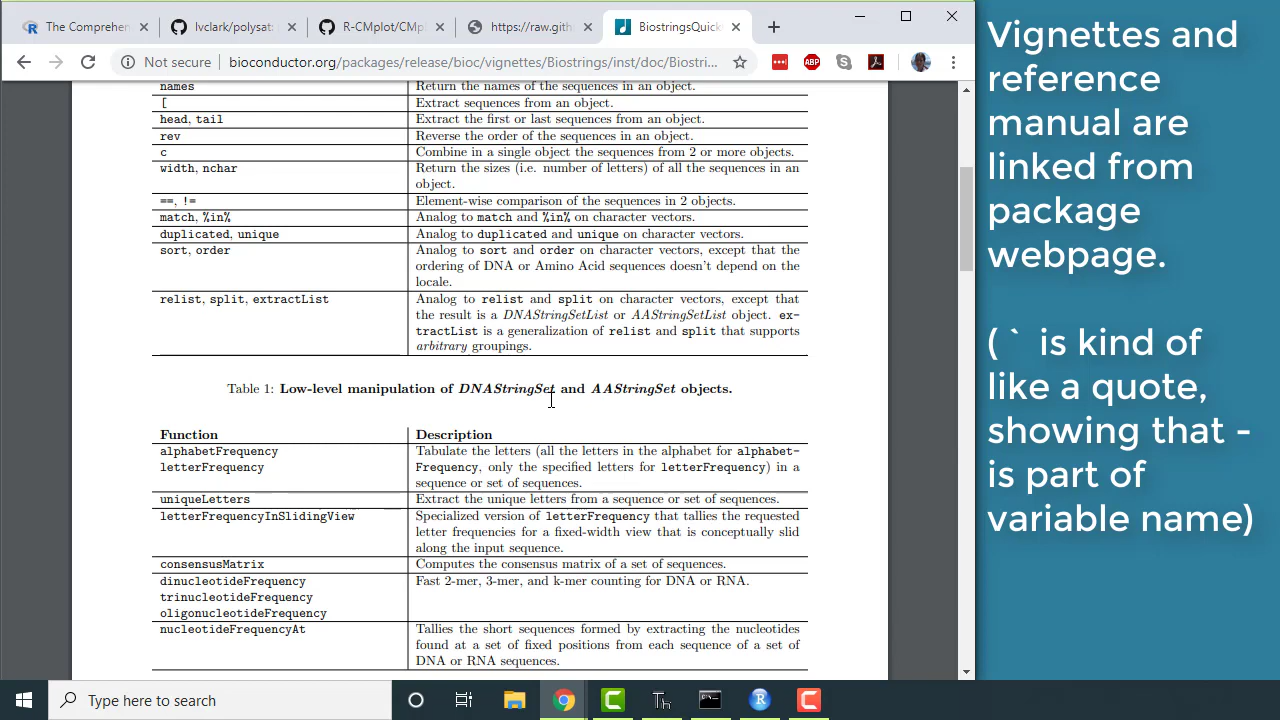 The Comprehen
lvclark/polysat
R-CMplot/CMpl
https://raw.gith
BiostringsQuick
Not secure
bioconductor.org/packages/release/bioc/vignettes/Biostrings/inst/doc/Biostri...
ABP
names Return the names of the sequences in an object.
[ Extract sequences from an object.
head, tail Extract the first or last sequences from an object.
rev Reverse the order of the sequences in an object.
c Combine in a single object the sequences from 2 or more objects.
width, nchar Return the sizes (i.e. number of letters) of all the sequences in an
object.
==, != Element-wise comparison of the sequences in 2 objects.
match, %in% Analog to match and %in% on character vectors.
duplicated, unique Analog to duplicated and unique on character vectors.
sort, order Analog to sort and order on character vectors, except that the
ordering of DNA or Amino Acid sequences doesn't depend on the
locale.
relist, split, extractList Analog to relist and split on character vectors, except that
the result is a DNAStringSetList or AAStringSetList object. ex-
tractList is a generalization of relist and split that supports
arbitrary groupings.
Table 1: Low-level manipulation of DNAStringSet and AAStringSet objects.
Function Description
alphabetFrequency Tabulate the letters (all the letters in the alphabet for alphabet-
letterFrequency Frequency, only the specified letters for letterFrequency) in a
sequence or set of sequences.
uniqueLetters Extract the unique letters from a sequence or set of sequences.
letterFrequencyInSlidingView Specialized version of letterFrequency that tallies the requested
letter frequencies for a fixed-width view that is conceptually slid
along the input sequence.
consensusMatrix Computes the consensus matrix of a set of sequences.
dinucleotideFrequency Fast 2-mer, 3-mer, and k-mer counting for DNA or RNA.
trinucleotideFrequency
oligonucleotideFrequency
nucleotideFrequencyAt Tallies the short sequences formed by extracting the nucleotides
found at a set of fixed positions from each sequence of a set of
DNA or RNA sequences.
Type here to search
Vignettes and
reference
manual are
linked from
package
webpage.
( ` is kind of
like a quote,
showing that -
is part of
variable name)